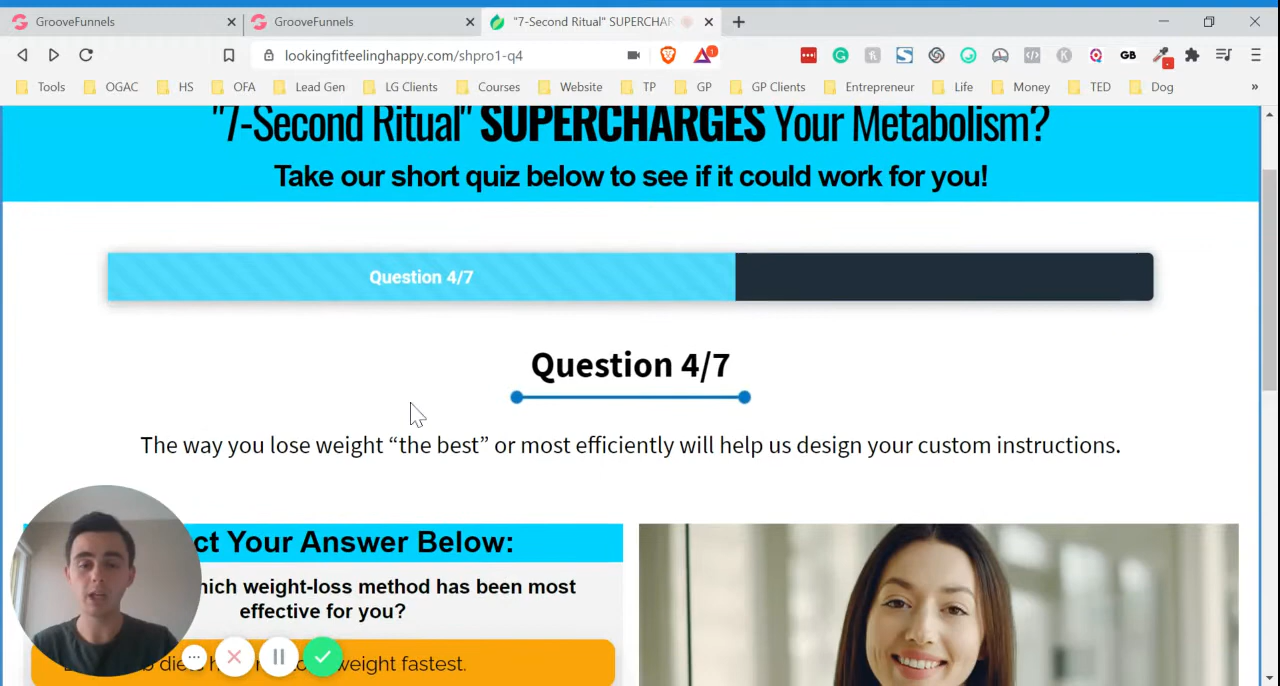 GrooveFunnels
GrooveFunnels
"7-Second Ritual" SUPERCHAR
lookingfitfeelinghappy.com/shpro1-q4
1
GB
Tools
OGAC
HS
OFA
Lead Gen
LG Clients
Courses
Website
TP
GP
GP Clients
Entrepreneur
Life
Money
TED
Dog
"7-Second Ritual" SUPERCHARGES Your Metabolism?
Take our short quiz below to see if it could work for you!
Question 4/7
Question 4/7
The way you lose weight “the best” or most efficiently will help us design your custom instructions.
ct Your Answer Below:
hich weight-loss method has been most
effective for you?
weight fastest.